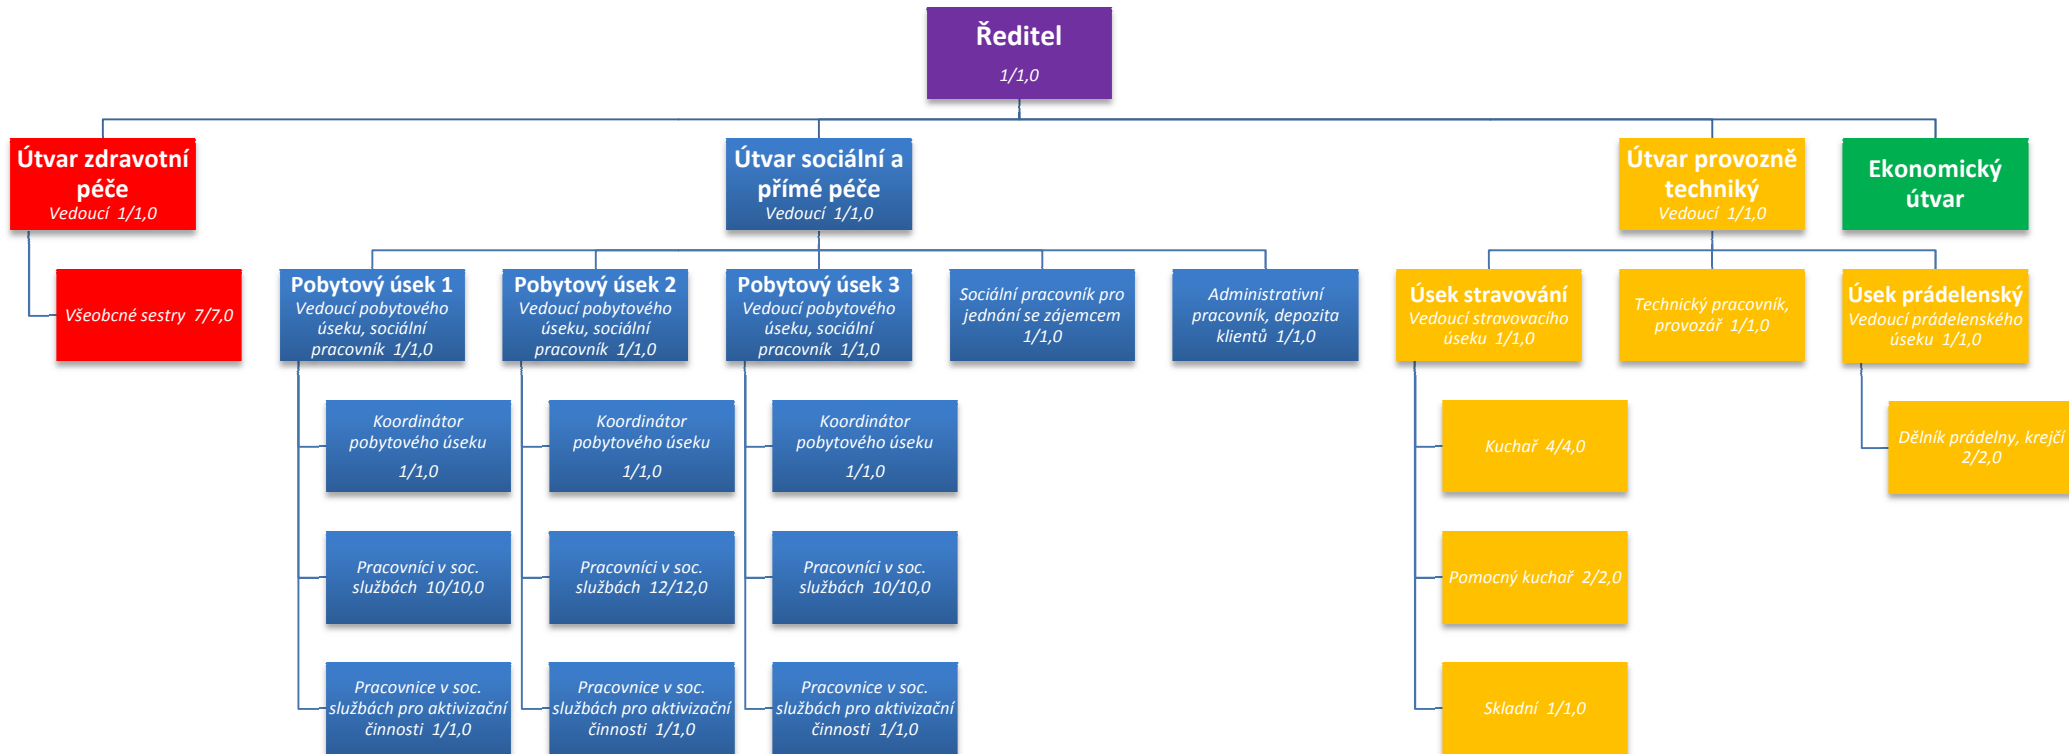 Ředitel
1/1,0
Útvar zdravotní
péče
Vedoucí 1/1,0
Útvar sociální a
přímé péče
Vedoucí 1/1,0
Útvar provozně
techniký
Vedoucí 1/1,0
Ekonomický
útvar
Všeobcné sestry 7/7,0
Pobytový úsek 1
Vedoucí pobytového
úseku, sociální
pracovník 1/1,0
Pobytový úsek 2
Vedoucí pobytového
úseku, sociální
pracovník 1/1,0
Pobytový úsek 3
Vedoucí pobytového
úseku, sociální
pracovník 1/1,0
Sociální pracovník pro
jednání se zájemcem
1/1,0
Administrativní
pracovník, depozita
klientů 1/1,0
Úsek stravování
Vedoucí stravovacího
úseku 1/1,0
Technický pracovník,
provozář 1/1,0
Úsek prádelenský
Vedoucí prádelenského
úseku 1/1,0
Koordinátor
pobytového úseku
1/1,0
Koordinátor
pobytového úseku
1/1,0
Koordinátor
pobytového úseku
1/1,0
Kuchař 4/4,0
Dělník prádelny, krejčí
2/2,0
Pracovníci v soc.
službách 10/10,0
Pracovníci v soc.
službách 12/12,0
Pracovníci v soc.
službách 10/10,0
Pomocný kuchař 2/2,0
Pracovnice v soc.
službách pro aktivizační
činnosti 1/1,0
Pracovnice v soc.
službách pro aktivizační
činnosti 1/1,0
Pracovnice v soc.
službách pro aktivizační
činnosti 1/1,0
Skladní 1/1,0